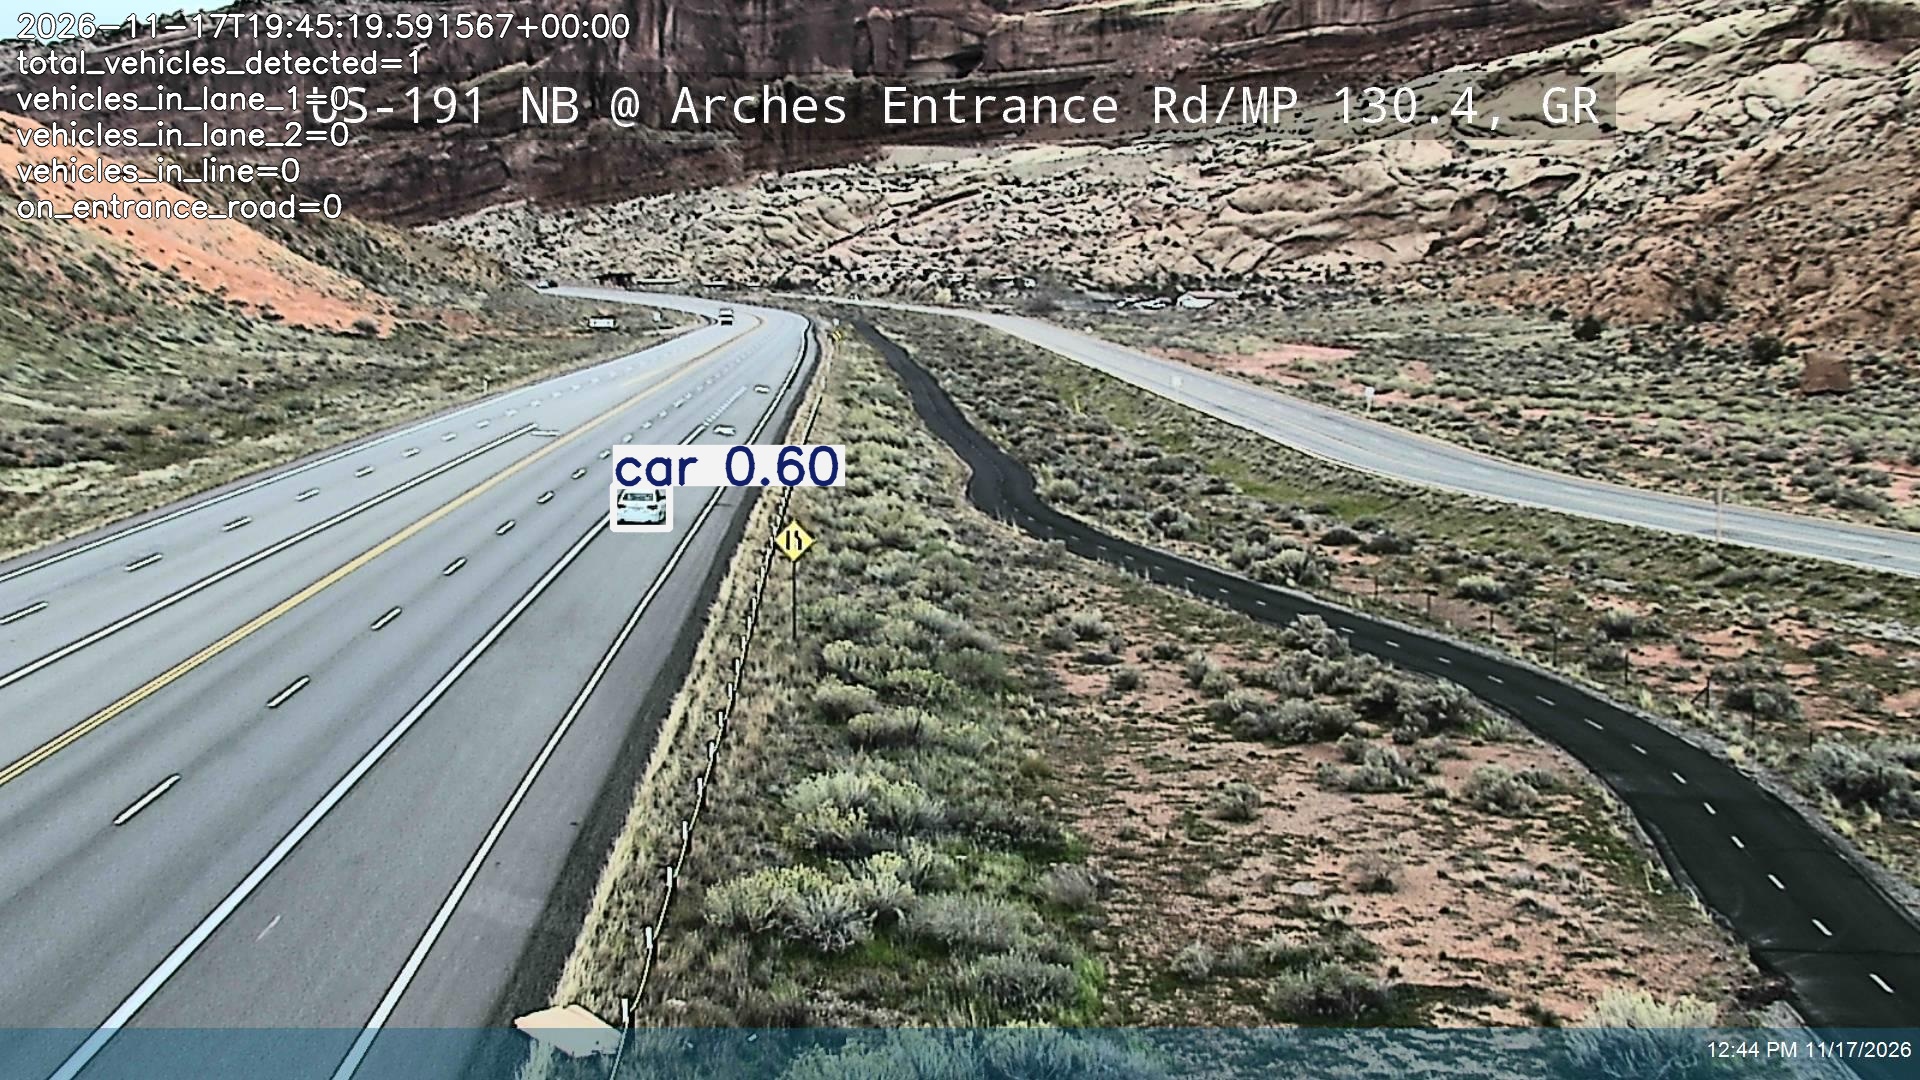 2026-11-17T19:45:19.591567+00:00
total_vehicles_detected=1
vehicles_in_lane_1=0
US-191 NB @ Arches Entrance Rd/MP 130.4, GR
vehicles_in_lane_2=0
vehicles_in_line=0
on_entrance_road=0
car 0.60
12:44 PM 11/17/2026